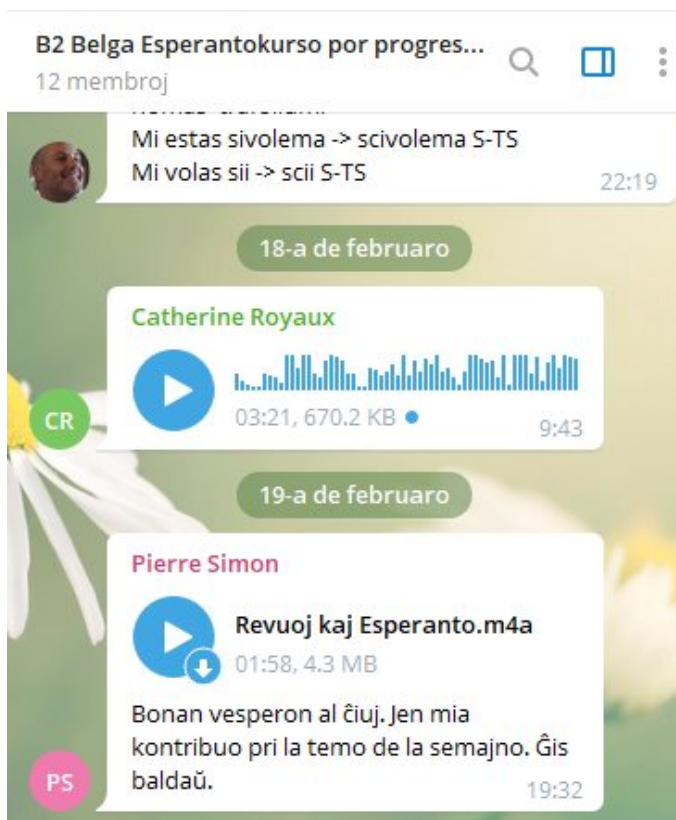 B2 Belga Esperantokurso por progres...
12 membroj
Mi estas sivolema -> scivolema S-TS
Mi volas sii -> scii S-TS
22:19
18-a de februaro
Catherine Royaux
CR
03:21, 670.2 KB
9:43
19-a de februaro
Pierre Simon
Revuoj kaj Esperanto.m4a
01:58, 4.3 MB
Bonan vesperon al ĉiuj. Jen mia
kontribuo pri la temo de la semajno. Ĝis
baldaŭ.
PS
19:32